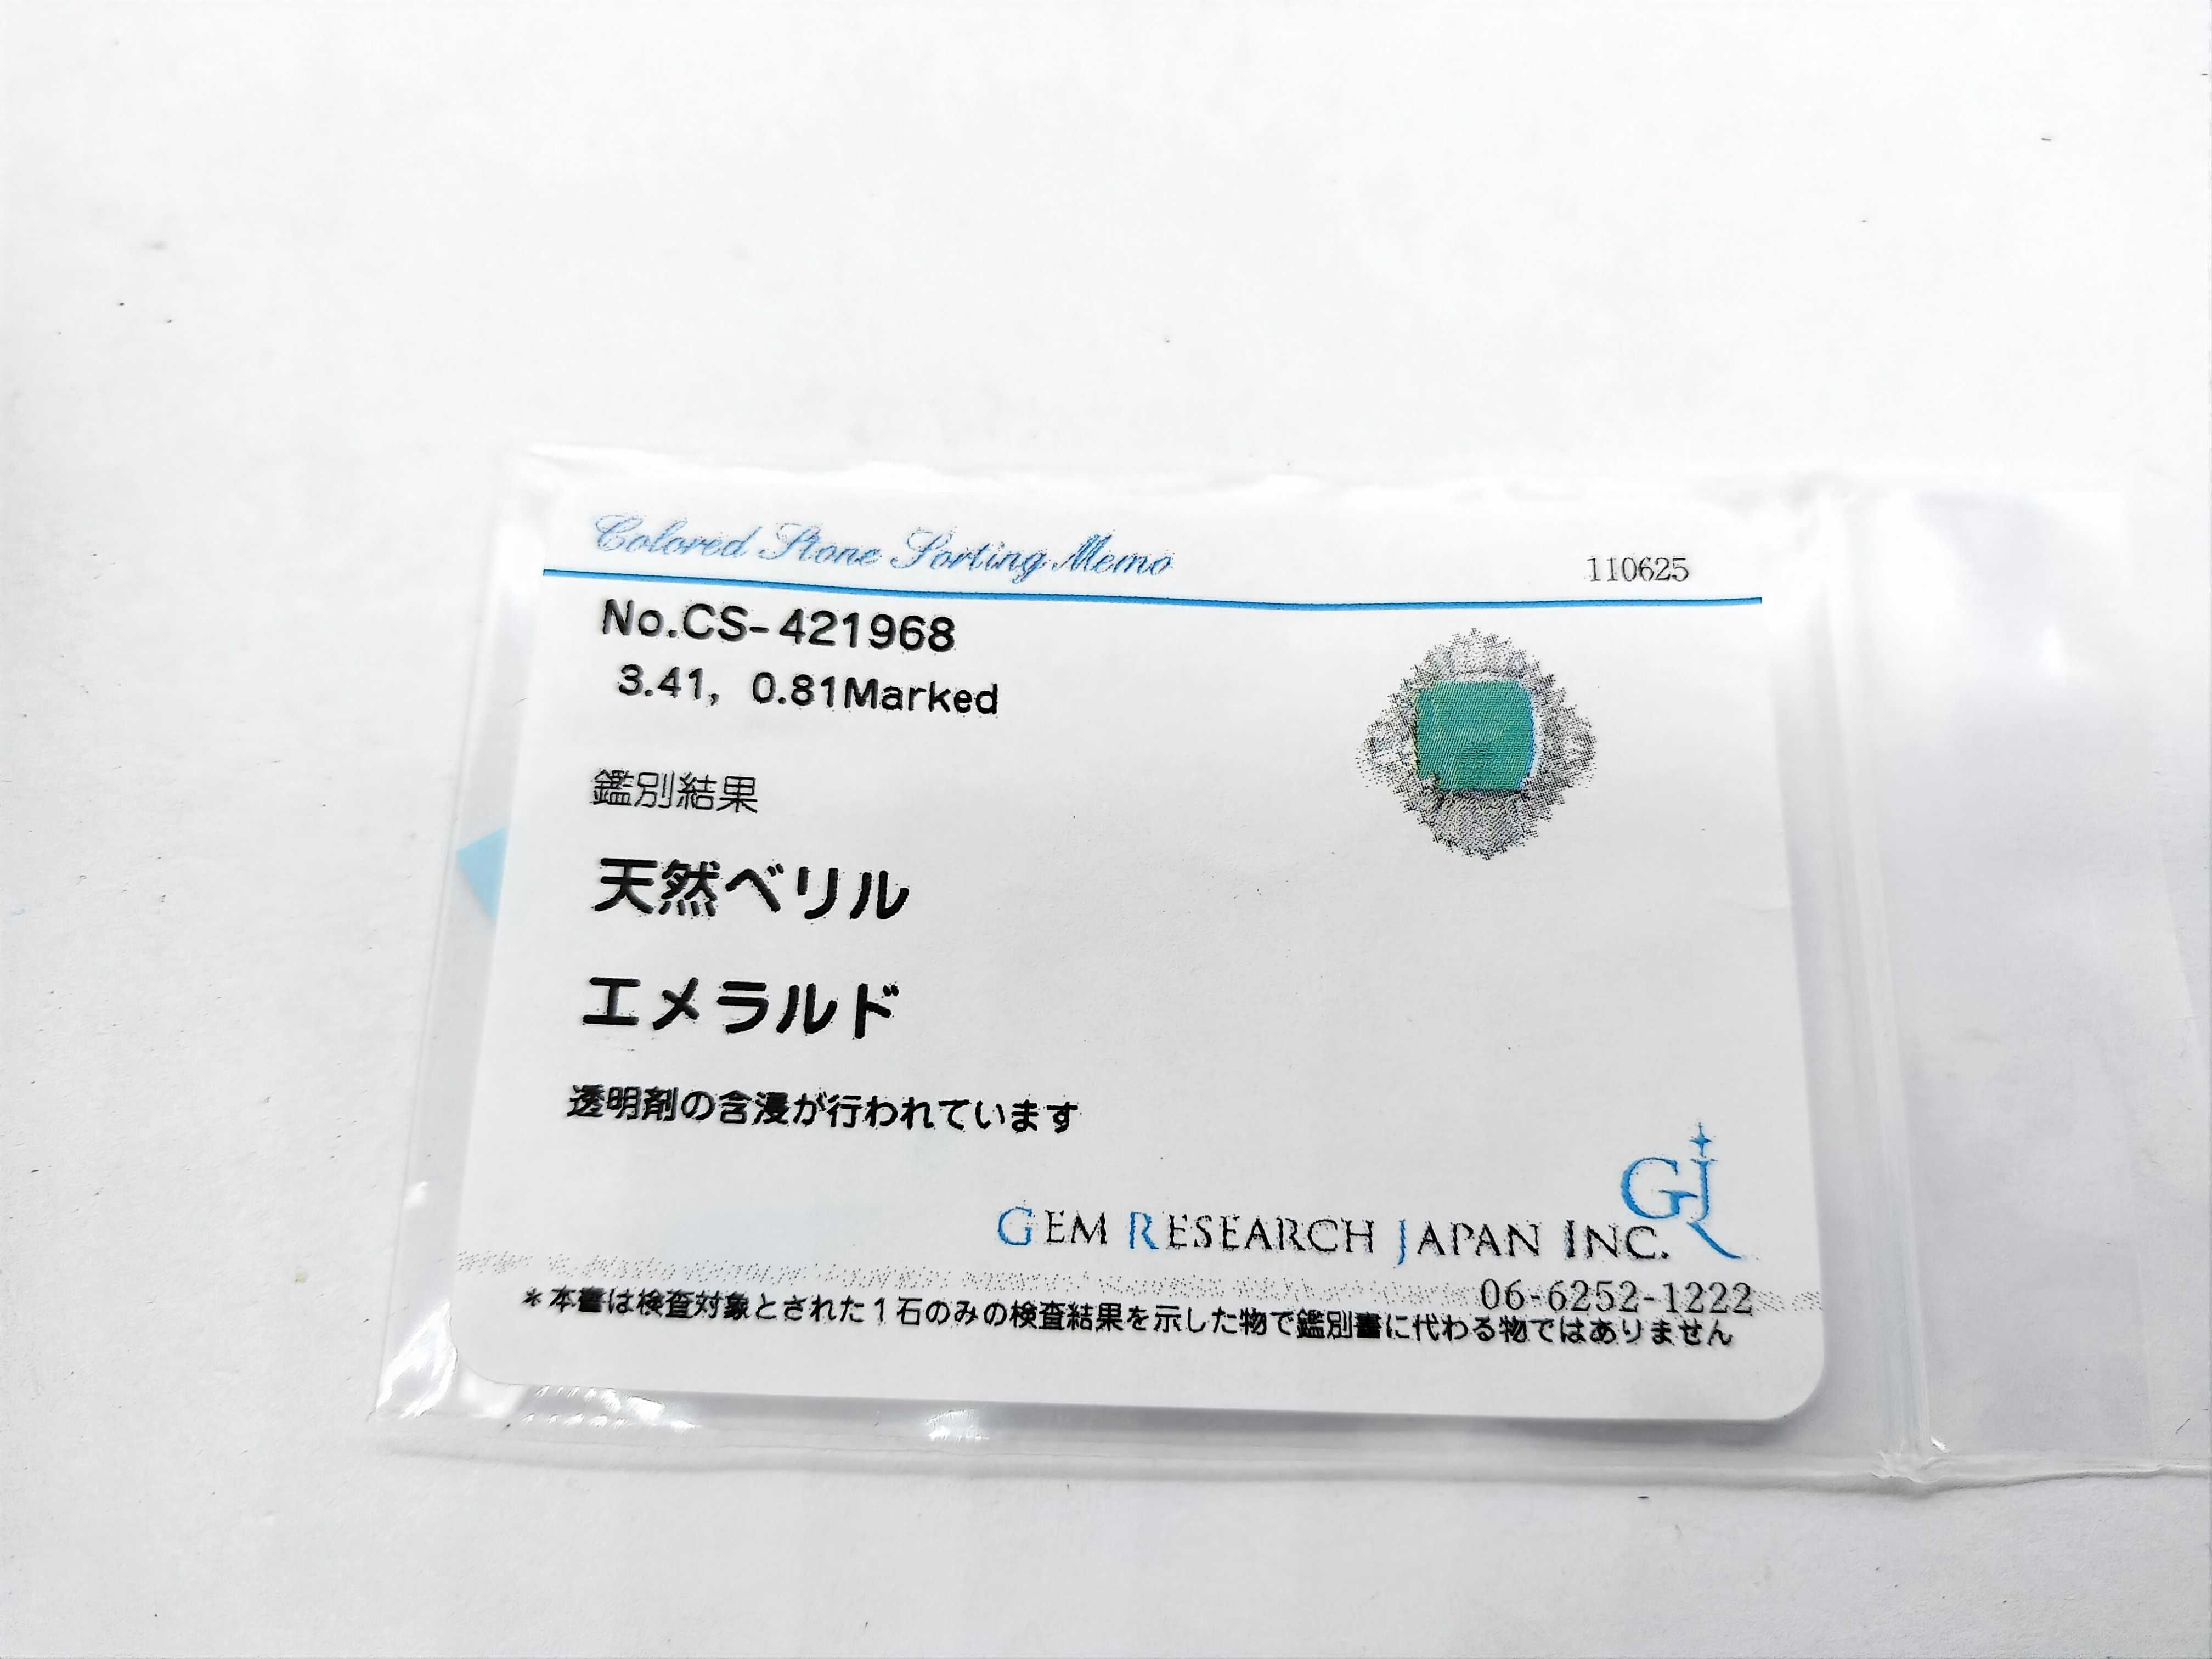 Colored Stone Sorting Memo
110625
No.CS-421968
3.41, 0.81Marked
鑑別結果
天然ベリル
エメラルド
透明剤の含浸が行われています
GJR
GEM RESEARCH JAPAN INC.
06-6252-1222
*本書は検査対象とされた1石のみの検査結果を示した物で鑑別書に代わる物ではありません